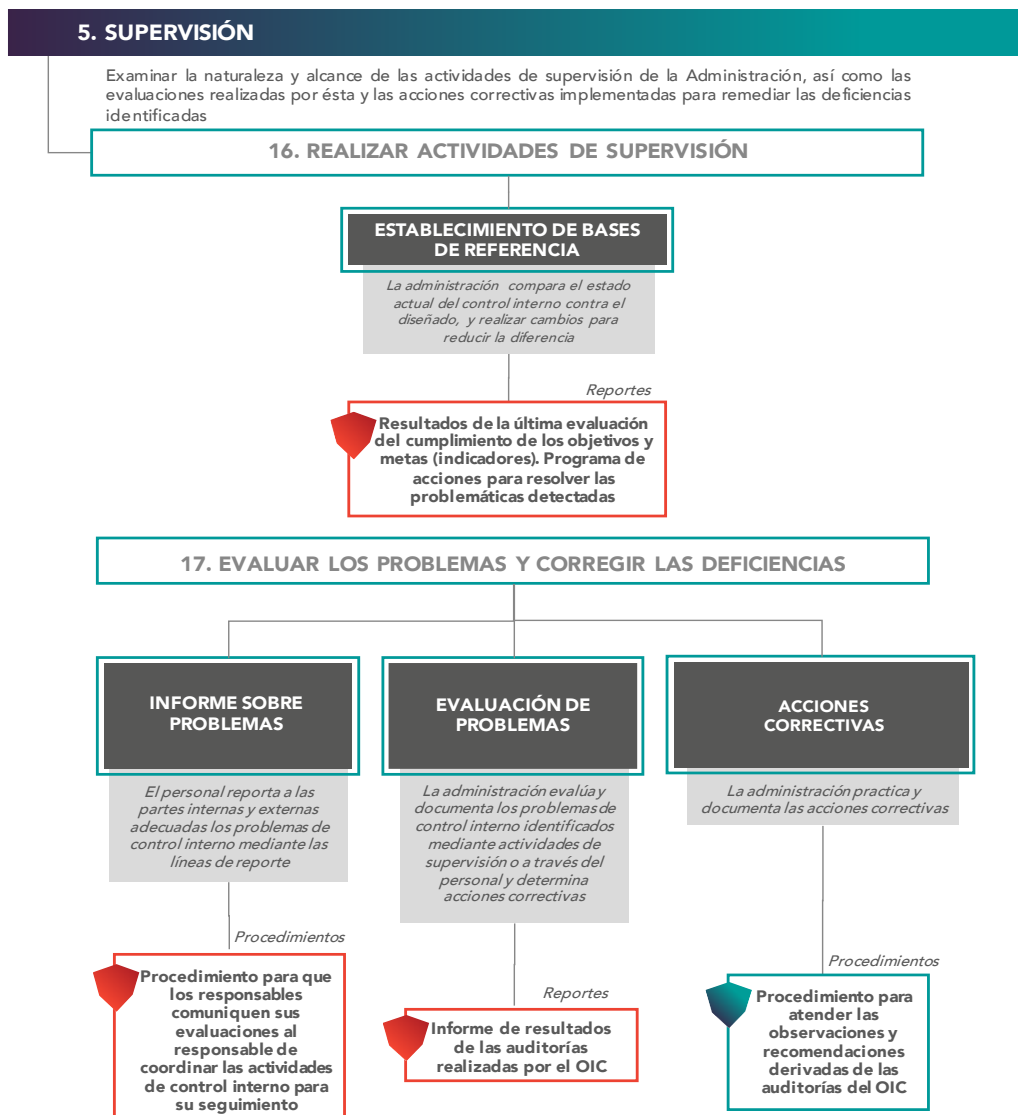 5. SUPERVISIÓN
Examinar la naturaleza y alcance de las actividades de supervisión de la Administración, así como las
evaluaciones realizadas por ésta y las acciones correctivas implementadas para remediar las deficiencias
identificadas
16. REALIZAR ACTIVIDADES DE SUPERVISIÓN
ESTABLECIMIENTO DE BASES
DE REFERENCIA
La administración compara el estado
actual del control interno contra el
diseñado, y realizar cambios para
reducir la diferencia
Reportes
Resultados de la última evaluación
del cumplimiento de los objetivos y
metas (indicadores). Programa de
acciones para resolver las
problemáticas detectadas
17. EVALUAR LOS PROBLEMAS Y CORREGIR LAS DEFICIENCIAS
INFORME SOBRE
PROBLEMAS
El personal reporta a las
partes internas y externas
adecuadas los problemas de
control interno mediante las
líneas de reporte
Procedimientos
Procedimiento para que
los responsables
comuniquen sus
evaluaciones al
responsable de
coordinar las actividades
de control interno para
su seguimiento
EVALUACIÓN DE
PROBLEMAS
La administración evalúa y
documenta los problemas de
control interno identificados
mediante actividades de
supervisión o a través del
personal y determina
acciones correctivas
Reportes
Informe de resultados
de las auditorías
realizadas por el OIC
ACCIONES
CORRECTIVAS
La administración practica y
documenta las acciones correctivas
Procedimientos
Procedimiento para
atender las
observaciones y
recomendaciones
derivadas de las
auditorías del OIC